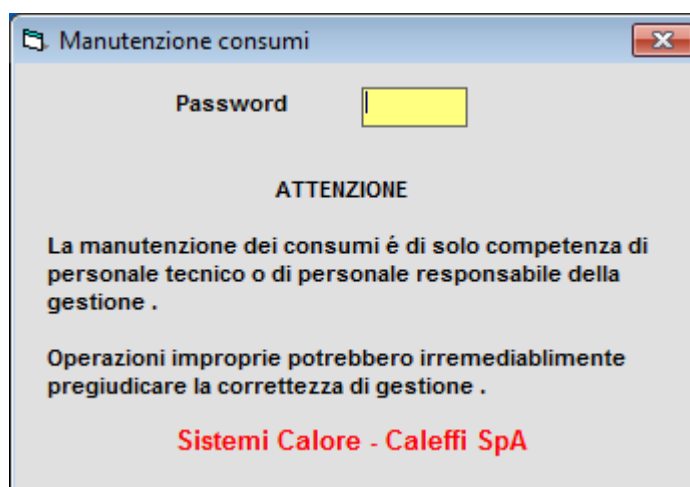 Manutenzione consumi
Password
ATTENZIONE
La manutenzione dei consumi é di solo competenza di
personale tecnico o di personale responsabile della
gestione .
Operazioni improprie potrebbero irremediablimente
pregiudicare la correttezza di gestione .
Sistemi Calore - Caleffi SpA